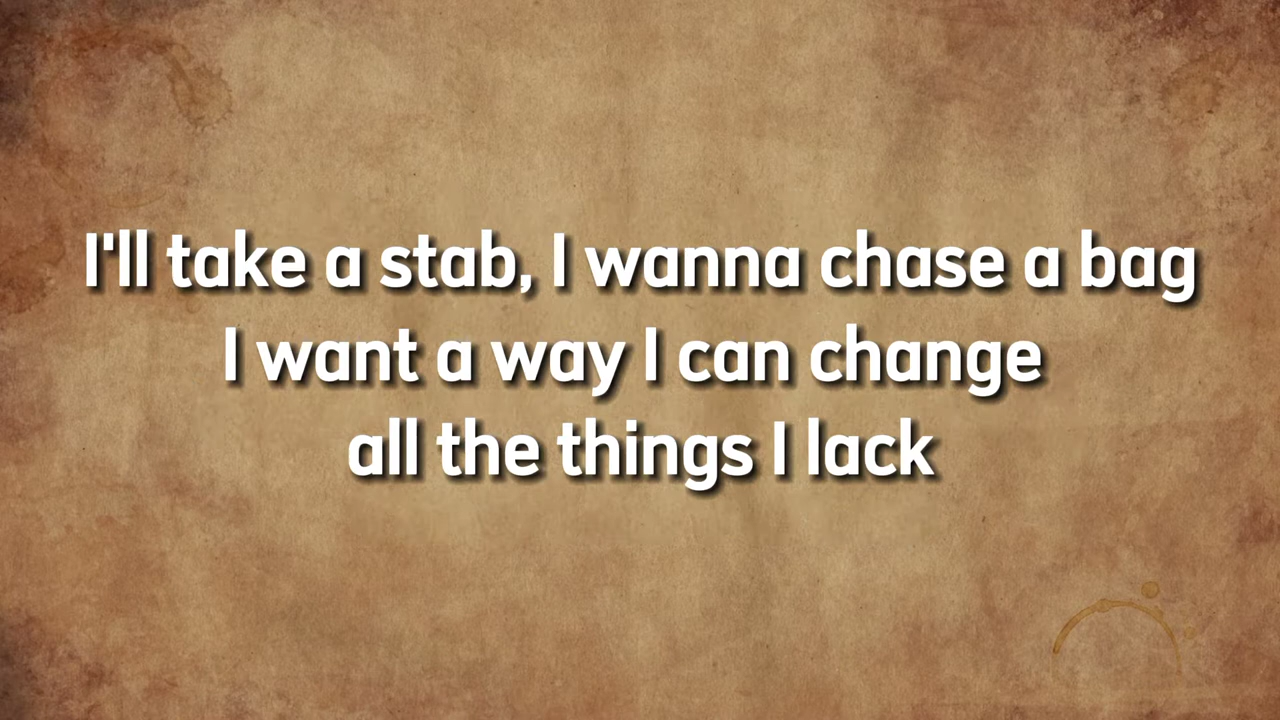 I'll take a stab, I wanna chase a bag
I want a way I can change
all the things I lack